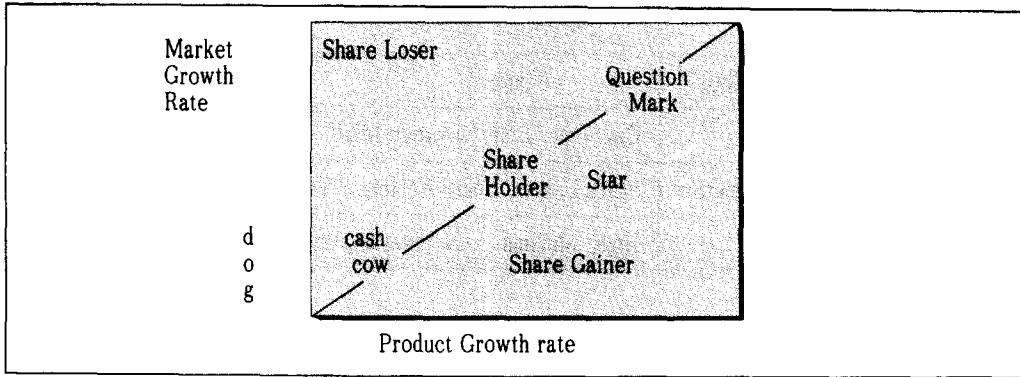 Market
Growth
Rate
Share Loser
Question
Mark
Share
Holder
Star
d
o
g
cash
cow
Share Gainer
Product Growth rate